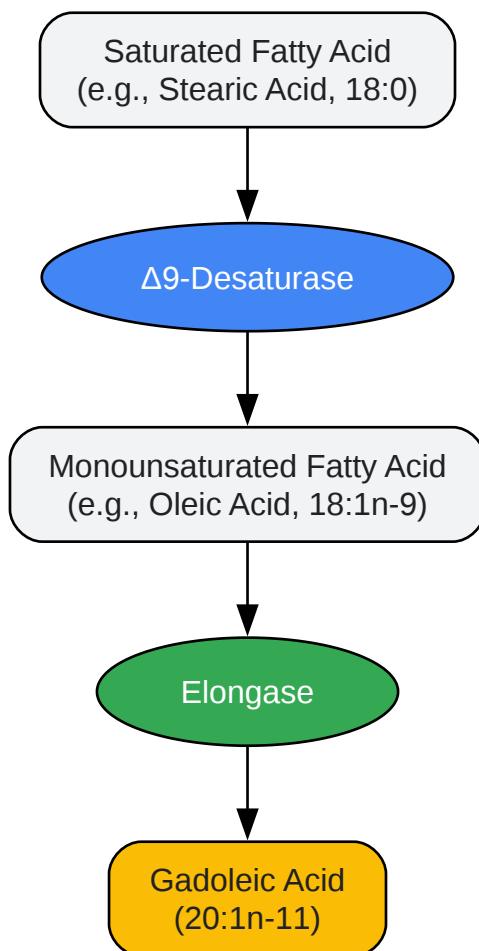 Saturated Fatty Acid
(e.g., Stearic Acid, 18:0)
Δ9-Desaturase
Monounsaturated Fatty Acid
(e.g., Oleic Acid, 18:1n-9)
Elongase
Gadoleic Acid
(20:1n-11)